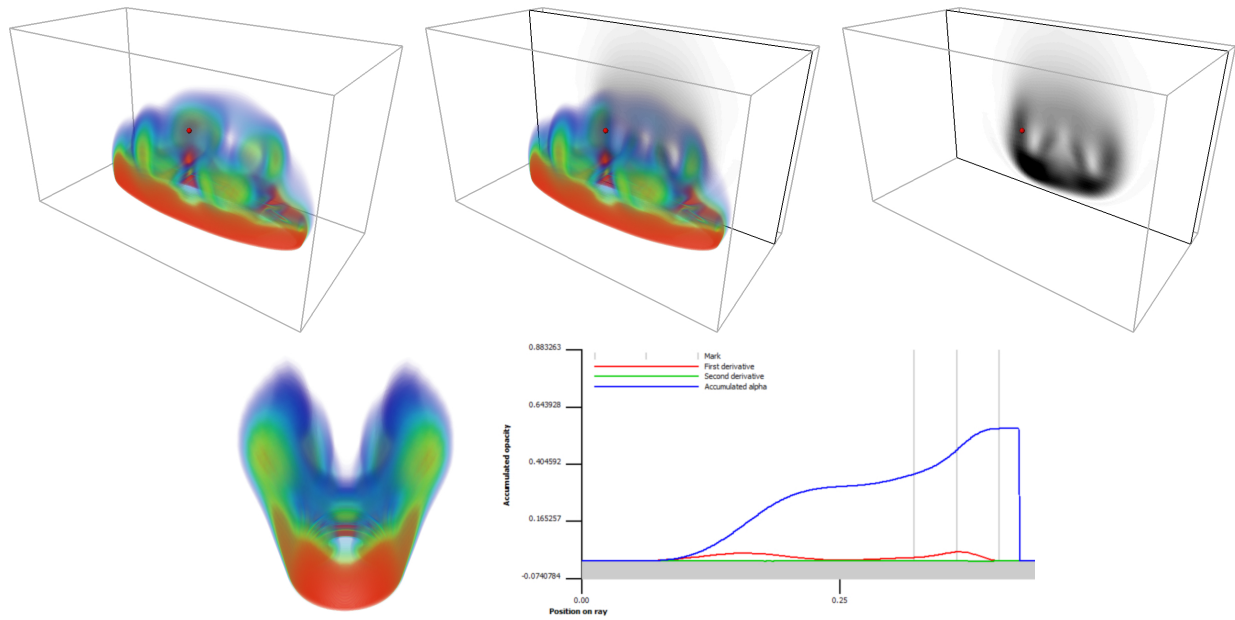 0.883263
0.643928
0.404592
0.165257
-0.0740784
Accumulated opacity
Mark
First derivative
Second derivative
Accumulated alpha
0.00
0.25
Position on ray